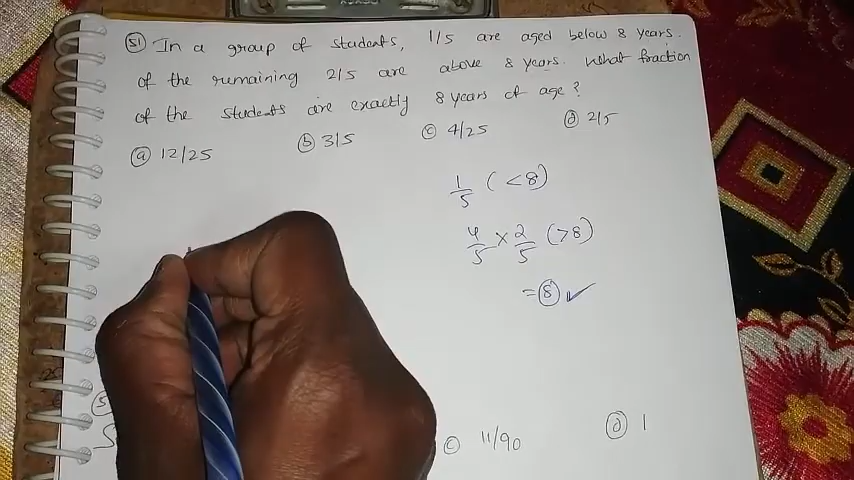 51 In a group of students, 1/5 are aged below 8 years.
of the remaining 2/5 are above 8 years. What fraction
of the students are exactly 8 years of age?
a 12/25 b 3/5 c 4/25 d 2/5
1/5 (<8)
4/5 x 2/5 (>8)
= 8 ✓
c 11/90 d 1